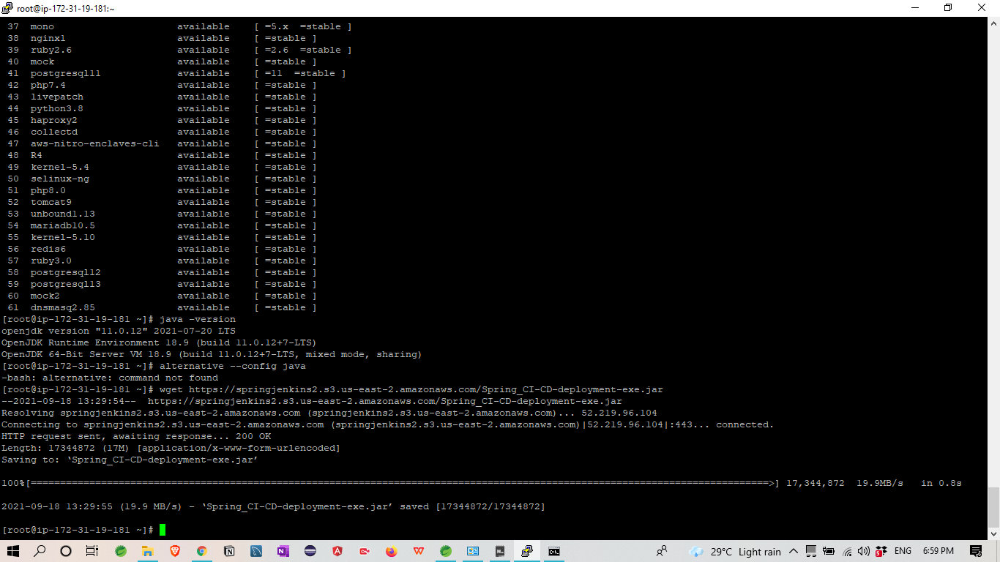 root@ip-172-31-19-181:~
37 mono available [ =5.x =stable ]
38 nginx1 available [ =stable ]
39 ruby2.6 available [ =2.6 =stable ]
40 mock available [ =stable ]
41 postgresql11 available [ =11 =stable ]
42 php7.4 available [ =stable ]
43 livepatch available [ =stable ]
44 python3.8 available [ =stable ]
45 haproxy2 available [ =stable ]
46 collectd available [ =stable ]
47 aws-nitro-enclaves-cli available [ =stable ]
48 R4 available [ =stable ]
49 kernel-5.4 available [ =stable ]
50 selinux-ng available [ =stable ]
51 php8.0 available [ =stable ]
52 tomcat9 available [ =stable ]
53 unbound1.13 available [ =stable ]
54 mariadb10.5 available [ =stable ]
55 kernel-5.10 available [ =stable ]
56 redis6 available [ =stable ]
57 ruby3.0 available [ =stable ]
58 postgresql12 available [ =stable ]
59 postgresql13 available [ =stable ]
60 mock2 available [ =stable ]
61 dnsmasq2.85 available [ =stable ]
[root@ip-172-31-19-181 ~]# java -version
openjdk version "11.0.12" 2021-07-20 LTS
OpenJDK Runtime Environment 18.9 (build 11.0.12+7-LTS)
OpenJDK 64-Bit Server VM 18.9 (build 11.0.12+7-LTS, mixed mode, sharing)
[root@ip-172-31-19-181 ~]# alternative --config java
-bash: alternative: command not found
[root@ip-172-31-19-181 ~]# wget https://springjenkins2.s3.us-east-2.amazonaws.com/Spring_CI-CD-deployment-exe.jar
--2021-09-18 13:29:54-- https://springjenkins2.s3.us-east-2.amazonaws.com/Spring_CI-CD-deployment-exe.jar
Resolving springjenkins2.s3.us-east-2.amazonaws.com (springjenkins2.s3.us-east-2.amazonaws.com)... 52.219.96.104
Connecting to springjenkins2.s3.us-east-2.amazonaws.com (springjenkins2.s3.us-east-2.amazonaws.com)|52.219.96.104|:443... connected.
HTTP request sent, awaiting response... 200 OK
Length: 17344872 (17M) [application/x-www-form-urlencoded]
Saving to: ‘Spring_CI-CD-deployment-exe.jar’
100%[==============================================================================================================================>] 17,344,872 19.9MB/s in 0.8s
2021-09-18 13:29:55 (19.9 MB/s) - ‘Spring_CI-CD-deployment-exe.jar’ saved [17344872/17344872]
[root@ip-172-31-19-181 ~]#
29°C Light rain ENG 6:59 PM